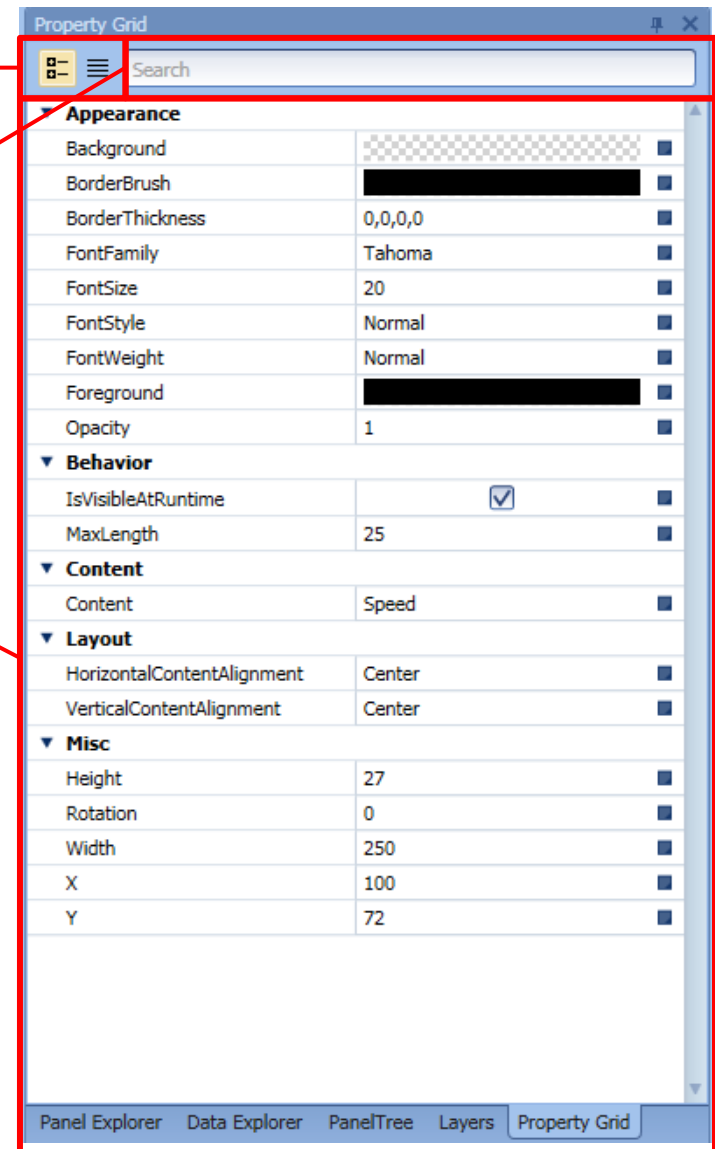 Property Grid
Search
Appearance
Background
BorderBrush
BorderThickness 0,0,0,0
FontFamily Tahoma
FontSize 20
FontStyle Normal
FontWeight Normal
Foreground
Opacity 1
Behavior
IsVisibleAtRuntime
MaxLength 25
Content
Content Speed
Layout
HorizontalContentAlignment Center
VerticalContentAlignment Center
Misc
Height 27
Rotation 0
Width 250
X 100
Y 72
Panel Explorer Data Explorer PanelTree Layers Property Grid